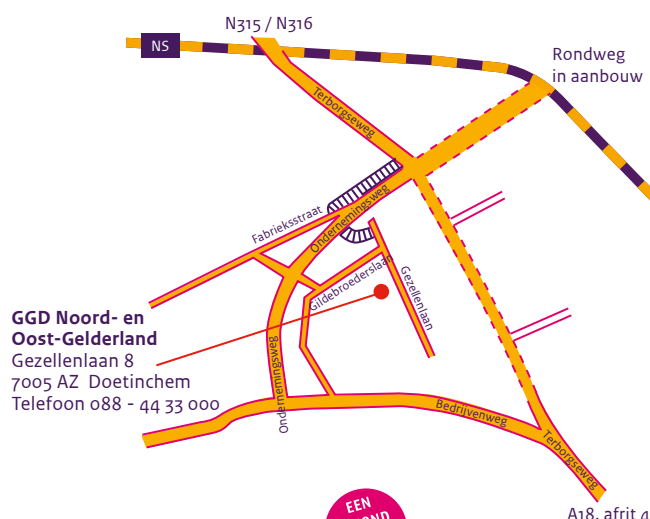 N315 / N316
NS
Rondweg
in aanbouw
Terborgseweg
Fabrieksstraat
Ondernemingsweg
Gildebroederslaan
Gezellenlaan
GGD Noord- en
Oost-Gelderland
Gezellenlaan 8
7005 AZ Doetinchem
Telefoon 088 - 44 33 000
Ondernemingsweg
Bedrijvenweg
Terborgseweg
EEN
A18, afrit 4